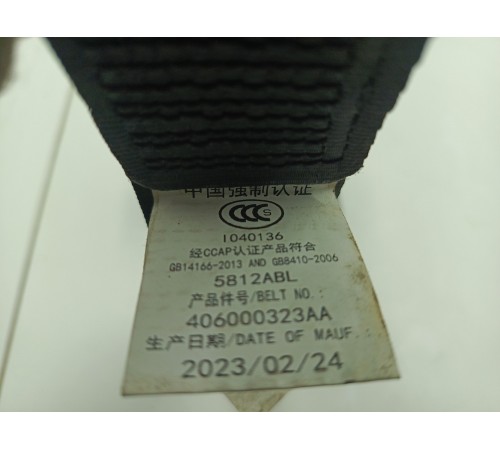 中国强制认证
CCC S
I040136
经CCAP认证产品符合
GB14166-2013 AND GB8410-2006
5812ABL
产品件号/BELT NO.:
406000323AA
生产日期/DATE OF MAUF.:
2023/02/24